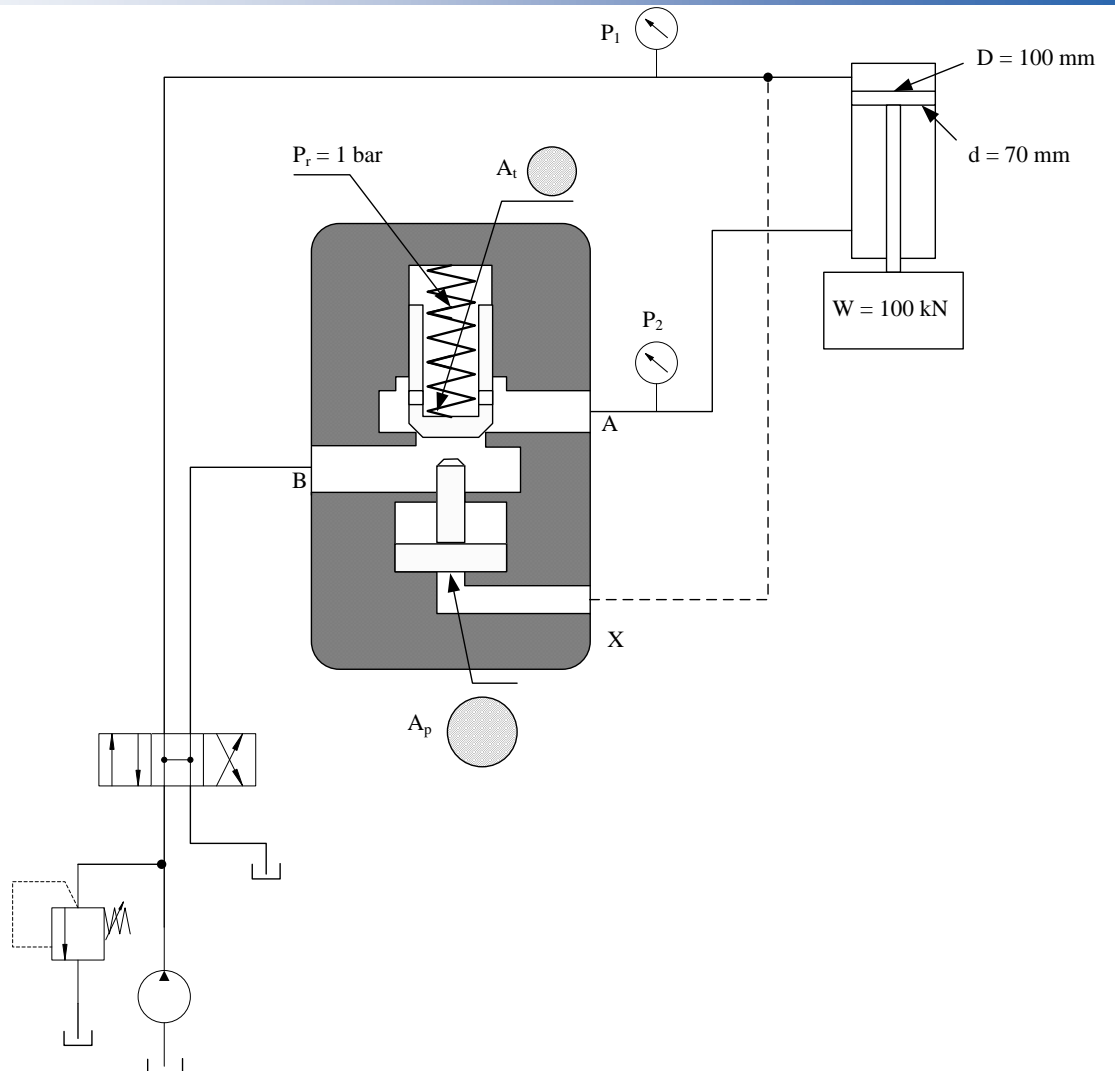 P₁
D = 100 mm
d = 70 mm
Pᵣ = 1 bar
Aₜ
W = 100 kN
P₂
A
B
X
Aₚ